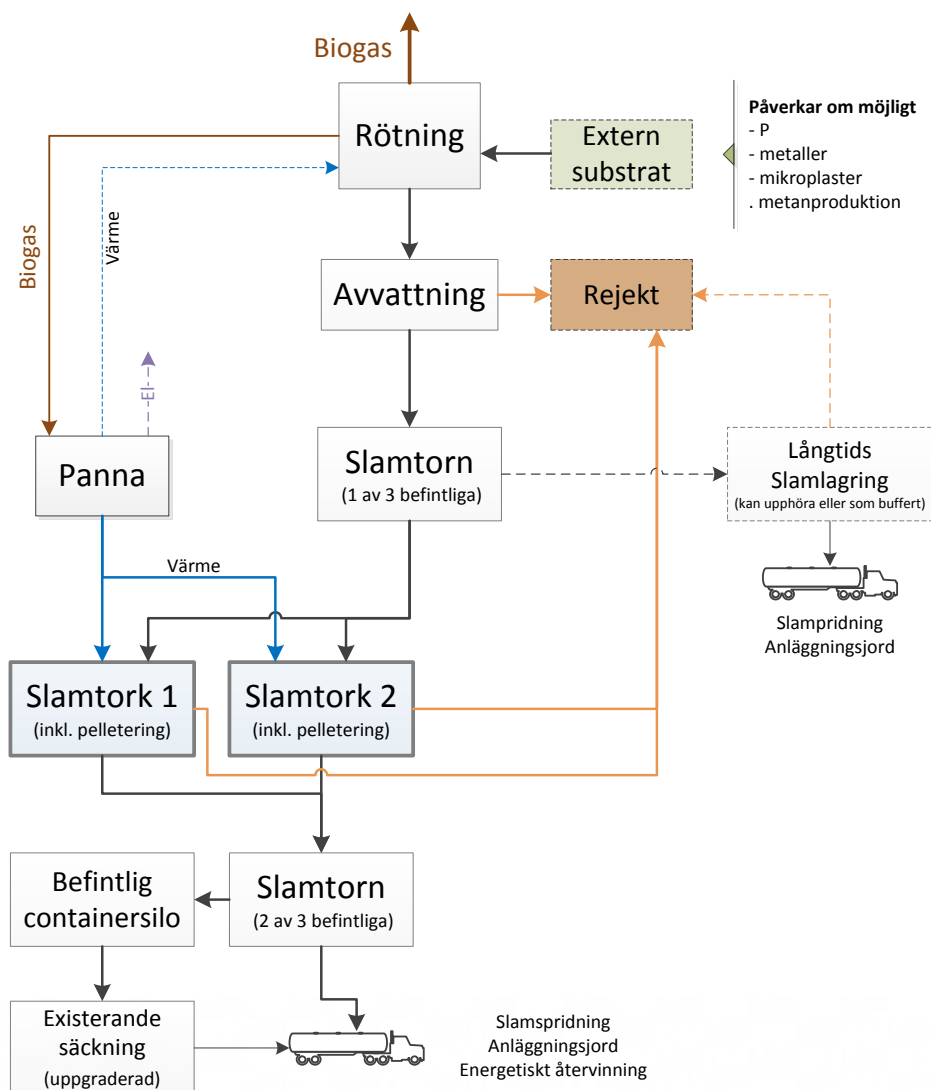 Biogas
Rötning
Extern
substrat
Påverkar om möjligt
- P
- metaller
- mikroplaster
. metanproduktion
Biogas
Värme
Avvattning
Rejekt
El
Panna
Slamtorn
(1 av 3 befintliga)
Långtids
Slamlagring
(kan upphöra eller som buffert)
Värme
Slampridning
Anläggningsjord
Slamtork 1
(inkl. pelletering)
Slamtork 2
(inkl. pelletering)
Befintlig
containersilo
Slamtorn
(2 av 3 befintliga)
Existerande
säckning
(uppgraderad)
Slamspridning
Anläggningsjord
Energetiskt återvinning